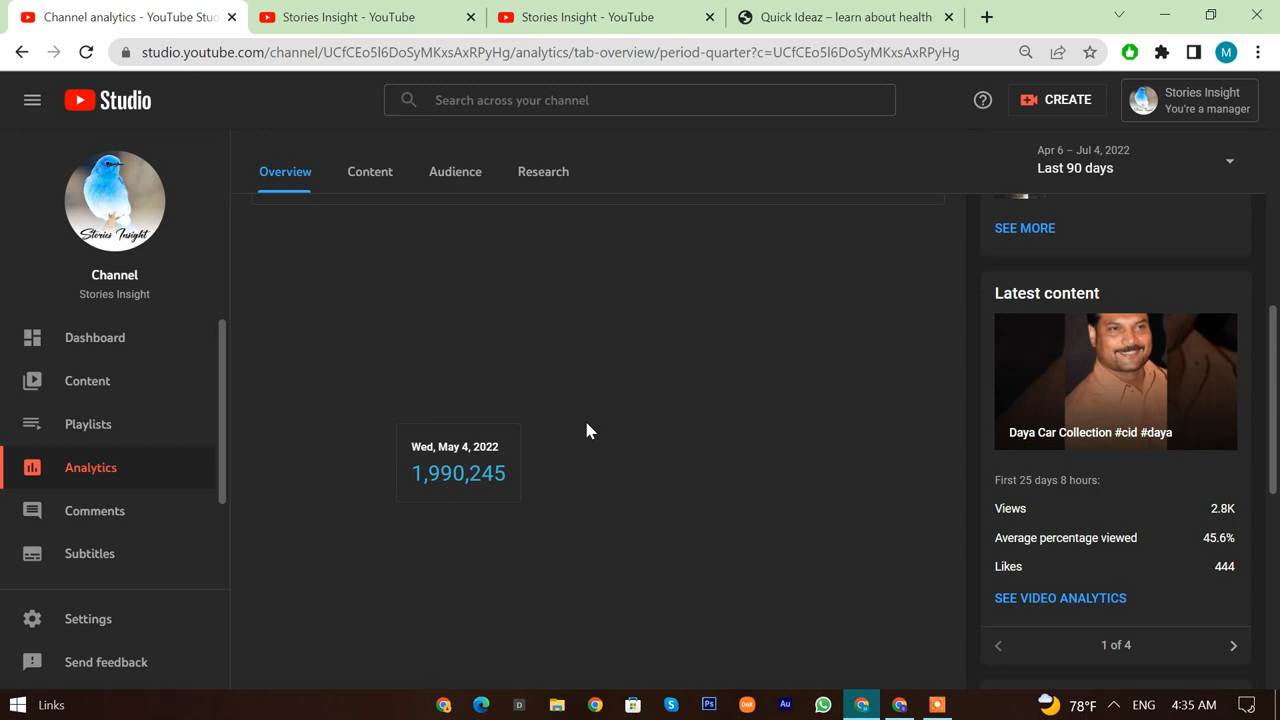 Channel analytics - YouTube Stu
Stories Insight - YouTube
Stories Insight - YouTube
Quick Ideaz – learn about health
studio.youtube.com/channel/UCfCEo5I6DoSyMKxsAxRPyHg/analytics/tab-overview/period-quarter?c=UCfCEo5I6DoSyMKxsAxRPyHg
M
Studio
Search across your channel
CREATE
Stories Insight
You're a manager
Stories Insight
Channel
Stories Insight
Dashboard
Content
Playlists
Analytics
Comments
Subtitles
Settings
Send feedback
Overview
Content
Audience
Research
Apr 6 – Jul 4, 2022
Last 90 days
Wed, May 4, 2022
1,990,245
SEE MORE
Latest content
Daya Car Collection #cid #daya
First 25 days 8 hours:
Views 2.8K
Average percentage viewed 45.6%
Likes 444
SEE VIDEO ANALYTICS
1 of 4
Links
78°F
ENG
4:35 AM